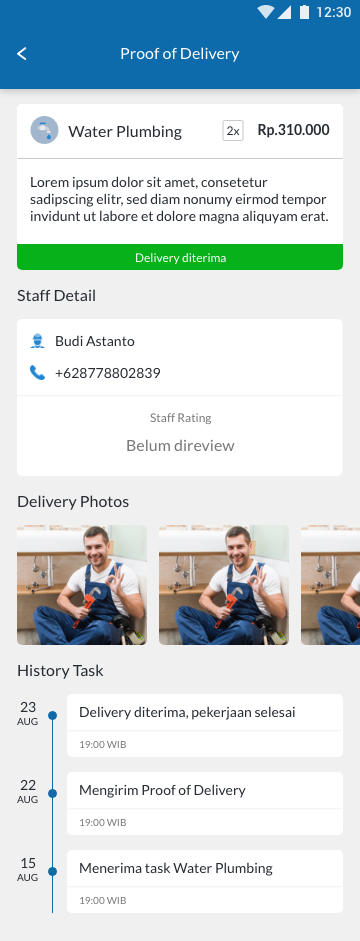 12:30
Proof of Delivery
Water Plumbing 2x Rp.310.000
Lorem ipsum dolor sit amet, consetetur
sadipscing elitr, sed diam nonumy eirmod tempor
invidunt ut labore et dolore magna aliquyam erat.
Delivery diterima
Staff Detail
Budi Astanto
+628778802839
Staff Rating
Belum direview
Delivery Photos
History Task
23
AUG
Delivery diterima, pekerjaan selesai
19:00 WIB
22
AUG
Mengirim Proof of Delivery
19:00 WIB
15
AUG
Menerima task Water Plumbing
19:00 WIB